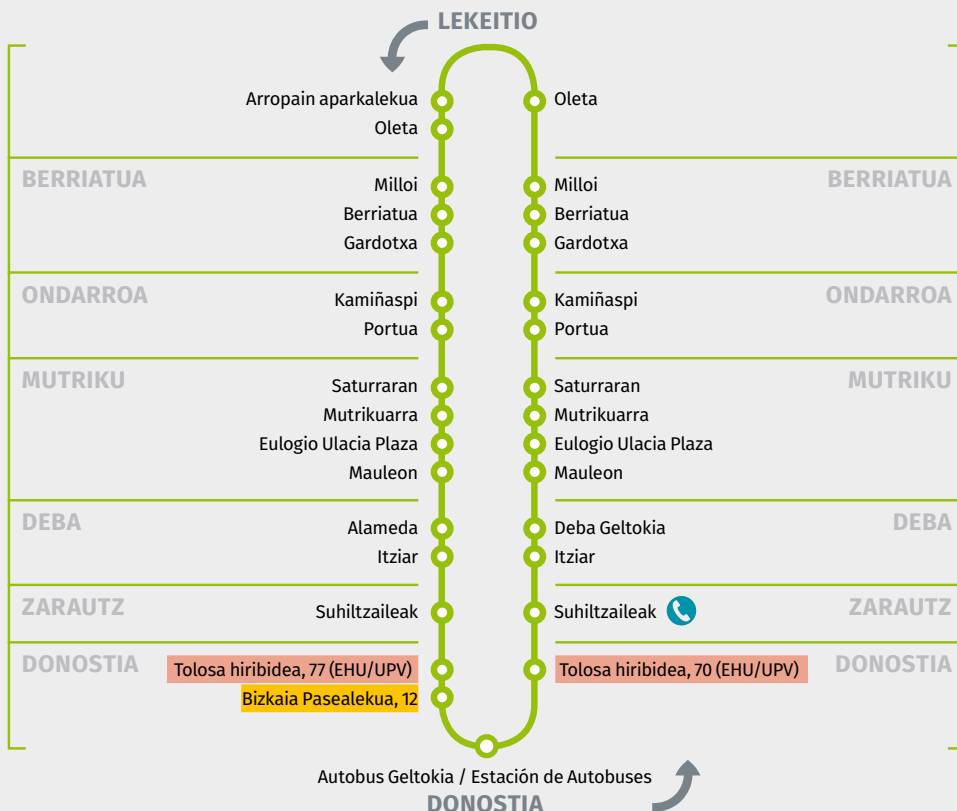 LEKEITIO
Arropain aparkalekua
Oleta
Oleta
BERRIATUA
Milloi
Milloi
BERRIATUA
Berriatua
Berriatua
Gardotxa
Gardotxa
ONDARROA
Kamiñaspi
Kamiñaspi
ONDARROA
Portua
Portua
MUTRIKU
Saturraran
Saturraran
MUTRIKU
Mutrikuarra
Mutrikuarra
Eulogio Ulacia Plaza
Eulogio Ulacia Plaza
Mauleon
Mauleon
DEBA
Alameda
Deba Geltokia
DEBA
Itziar
Itziar
ZARAUTZ
Suhiltzaileak
Suhiltzaileak
ZARAUTZ
DONOSTIA
Tolosa hiribidea, 77 (EHU/UPV)
Tolosa hiribidea, 70 (EHU/UPV)
DONOSTIA
Bizkaia Pasealekua, 12
Autobus Geltokia / Estación de Autobuses
DONOSTIA